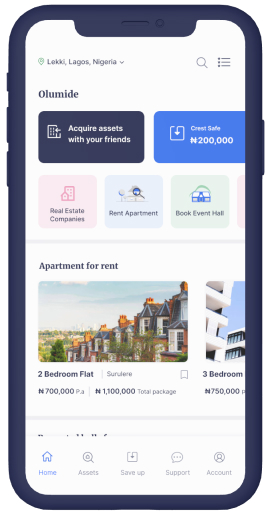 Lekki, Lagos, Nigeria
Olumide
Acquire assets
with your friends
Crest Safe
₦200,000
Real Estate
Companies
Rent Apartment
Book Event Hall
Apartment for rent
2 Bedroom Flat | Surulere
₦700,000 P.a | ₦1,100,000 Total package
3 Bedroom
₦750,000
Home
Assets
Save up
Support
Account